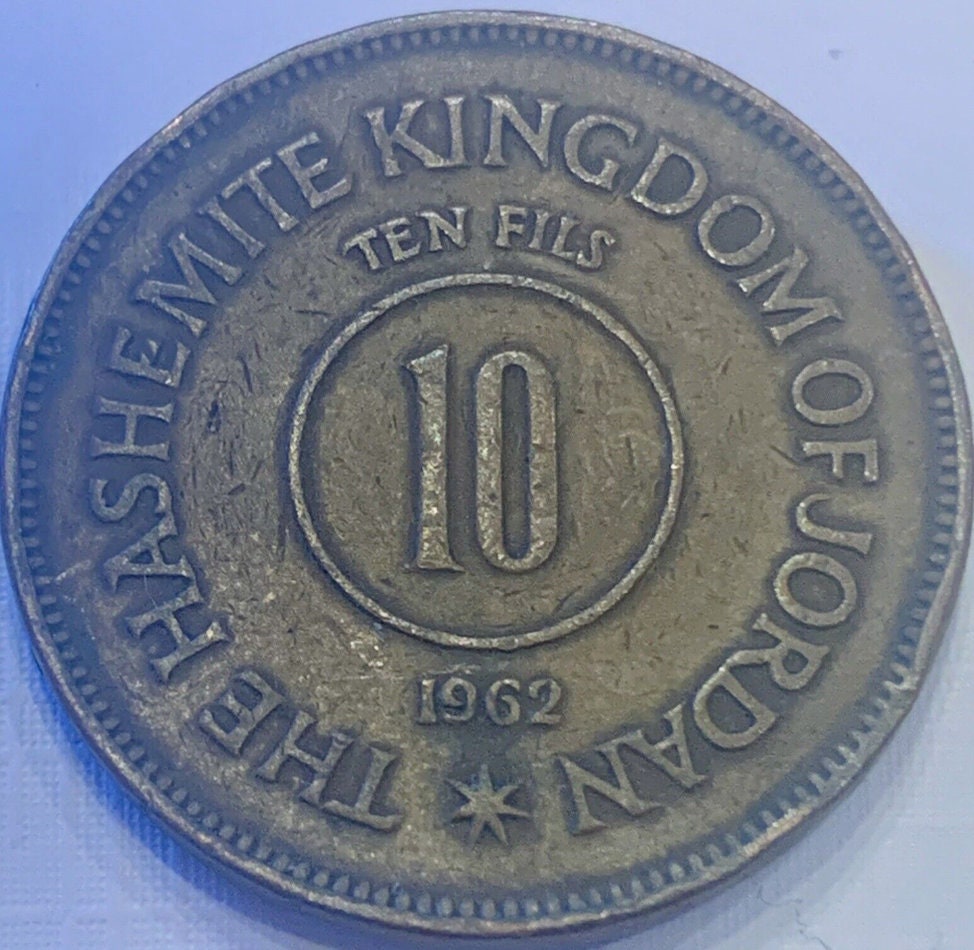 THE HASHEMITE KINGDOM OF JORDAN
TEN FILS
10
1962